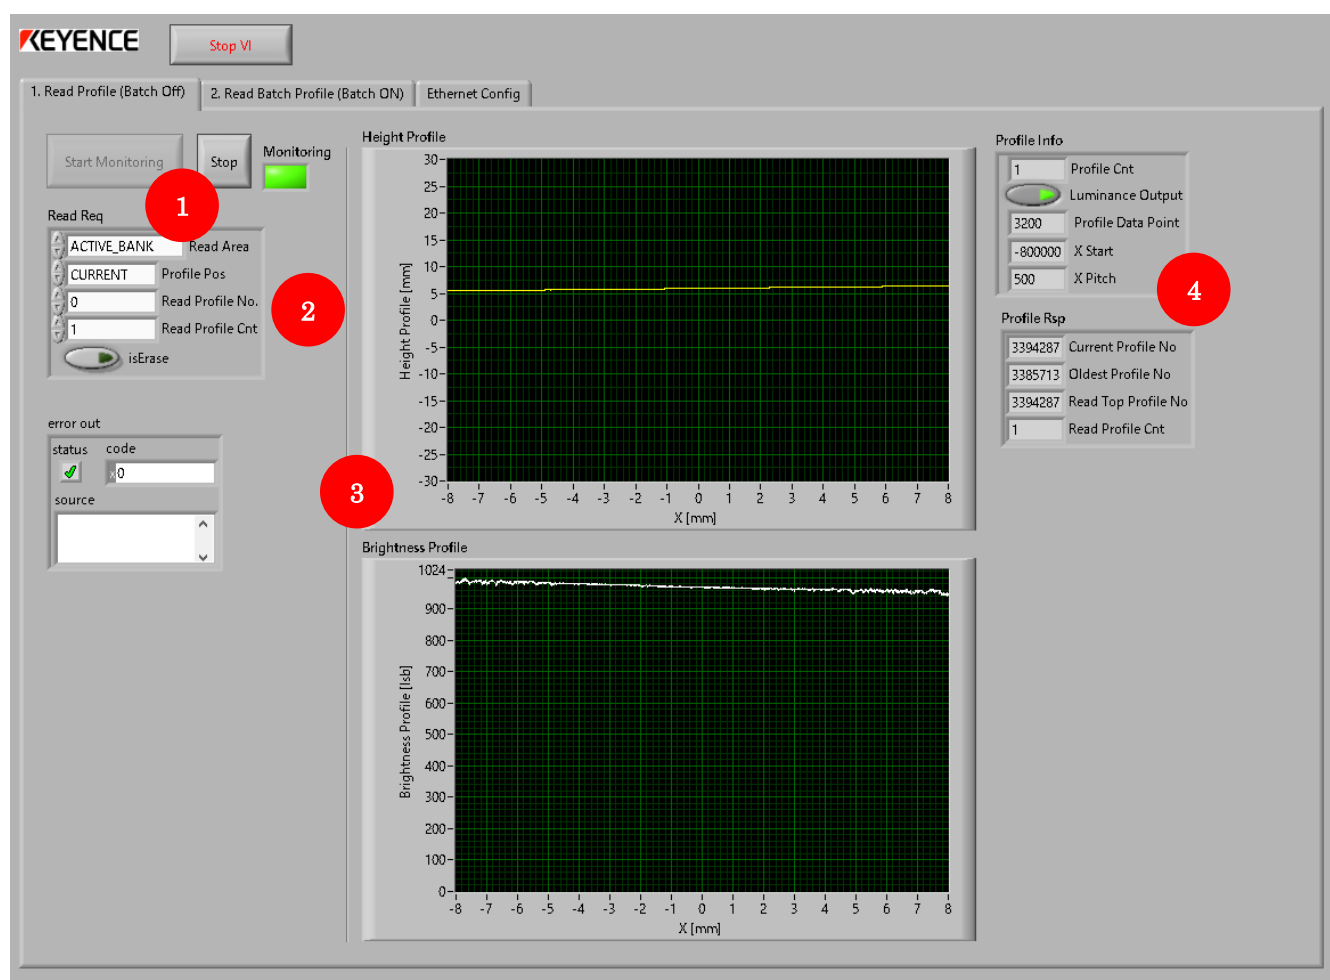 KEYENCE
Stop VI
1. Read Profile (Batch Off)
2. Read Batch Profile (Batch ON)
Ethernet Config
Start Monitoring
Stop
Monitoring
1
Read Req
ACTIVE_BANK Read Area
CURRENT Profile Pos
0 Read Profile No.
1 Read Profile Cnt
isErase
2
error out
status code
x 0
source
Height Profile
30
25
20
15
10
5
0
-5
-10
-15
-20
-25
-30
Height Profile [mm]
-8 -7 -6 -5 -4 -3 -2 -1 0 1 2 3 4 5 6 7 8
X [mm]
3
Brightness Profile
1024
900
800
700
600
500
400
300
200
100
0
Brightness Profile [lsb]
-8 -7 -6 -5 -4 -3 -2 -1 0 1 2 3 4 5 6 7 8
X [mm]
Profile Info
1 Profile Cnt
Luminance Output
3200 Profile Data Point
-800000 X Start
500 X Pitch
4
Profile Rsp
3394287 Current Profile No
3385713 Oldest Profile No
3394287 Read Top Profile No
1 Read Profile Cnt